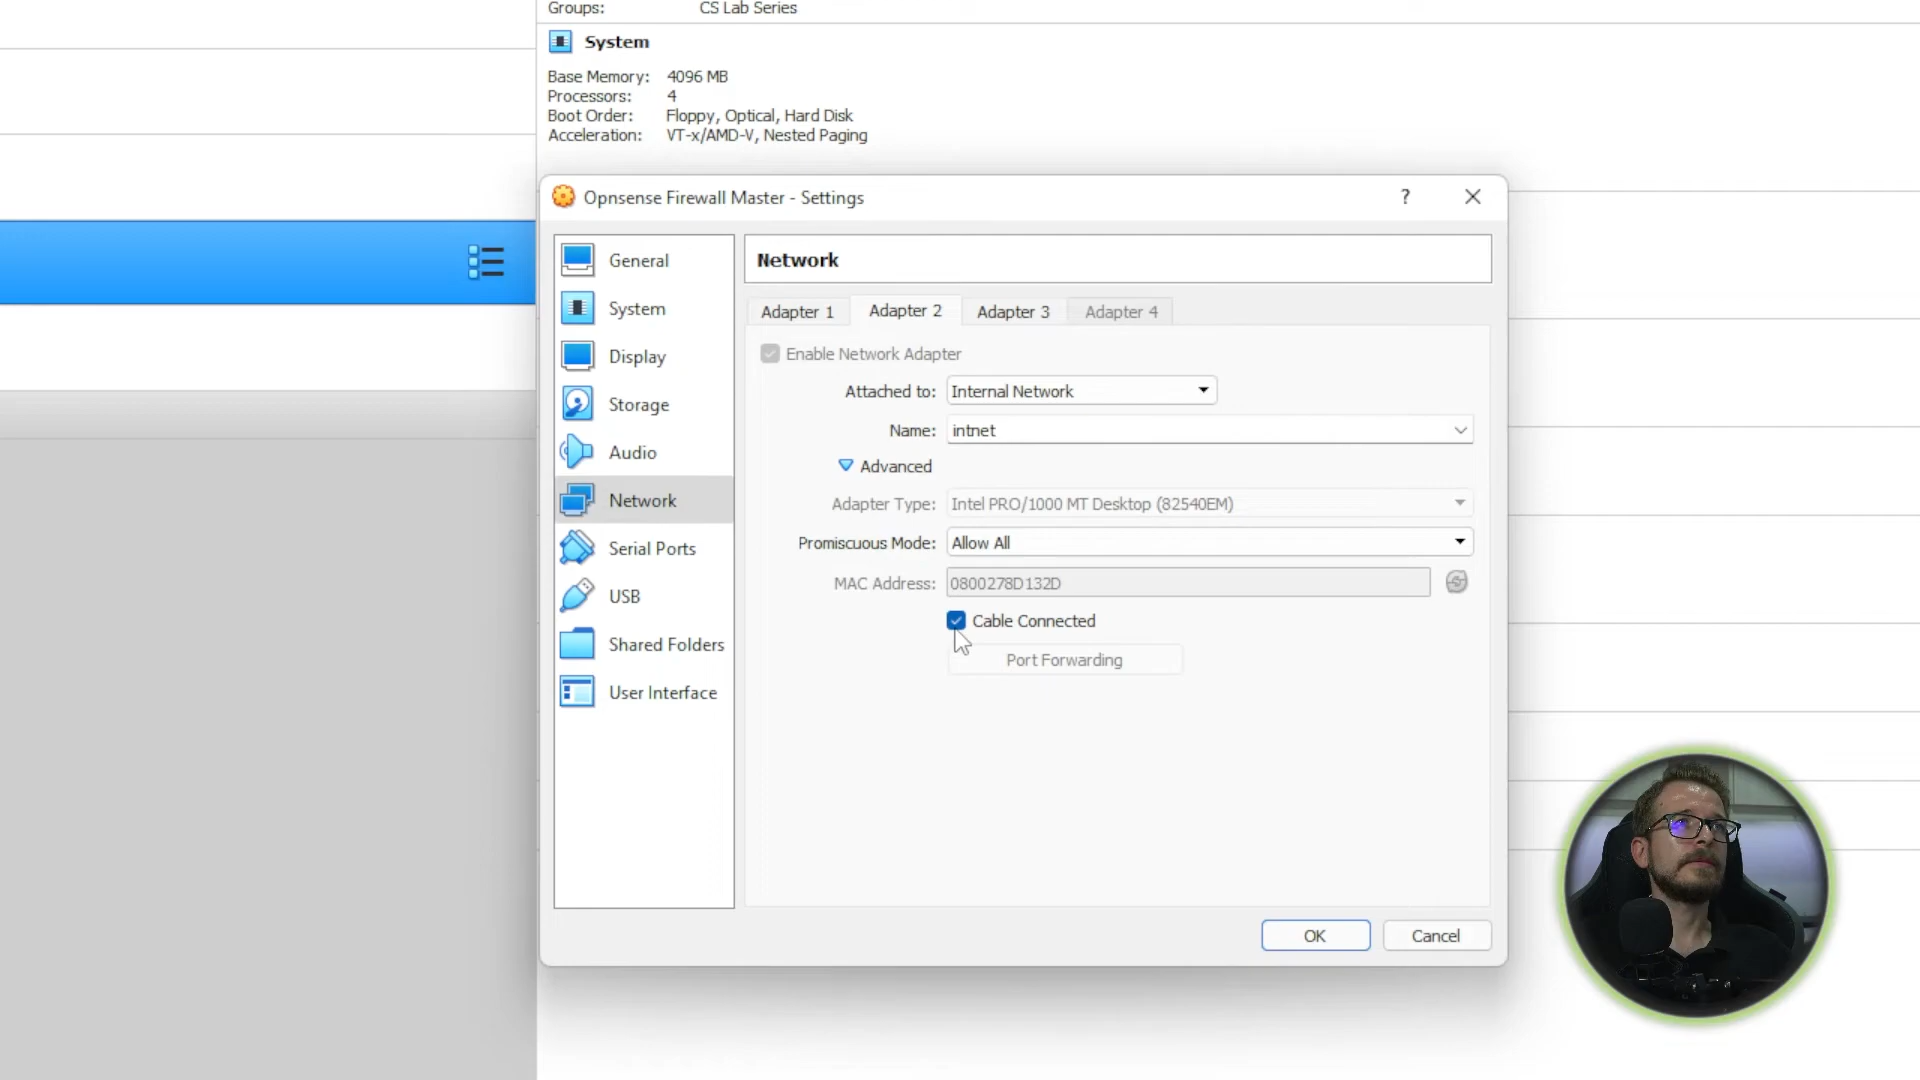 Groups: CS Lab Series
System
Base Memory: 4096 MB
Processors: 4
Boot Order: Floppy, Optical, Hard Disk
Acceleration: VT-x/AMD-V, Nested Paging
Opnsense Firewall Master - Settings
?
General
System
Display
Storage
Audio
Network
Serial Ports
USB
Shared Folders
User Interface
Network
Adapter 1 Adapter 2 Adapter 3 Adapter 4
Enable Network Adapter
Attached to: Internal Network
Name: intnet
Advanced
Adapter Type: Intel PRO/1000 MT Desktop (82540EM)
Promiscuous Mode: Allow All
MAC Address: 0800278D132D
Cable Connected
Port Forwarding
OK Cancel